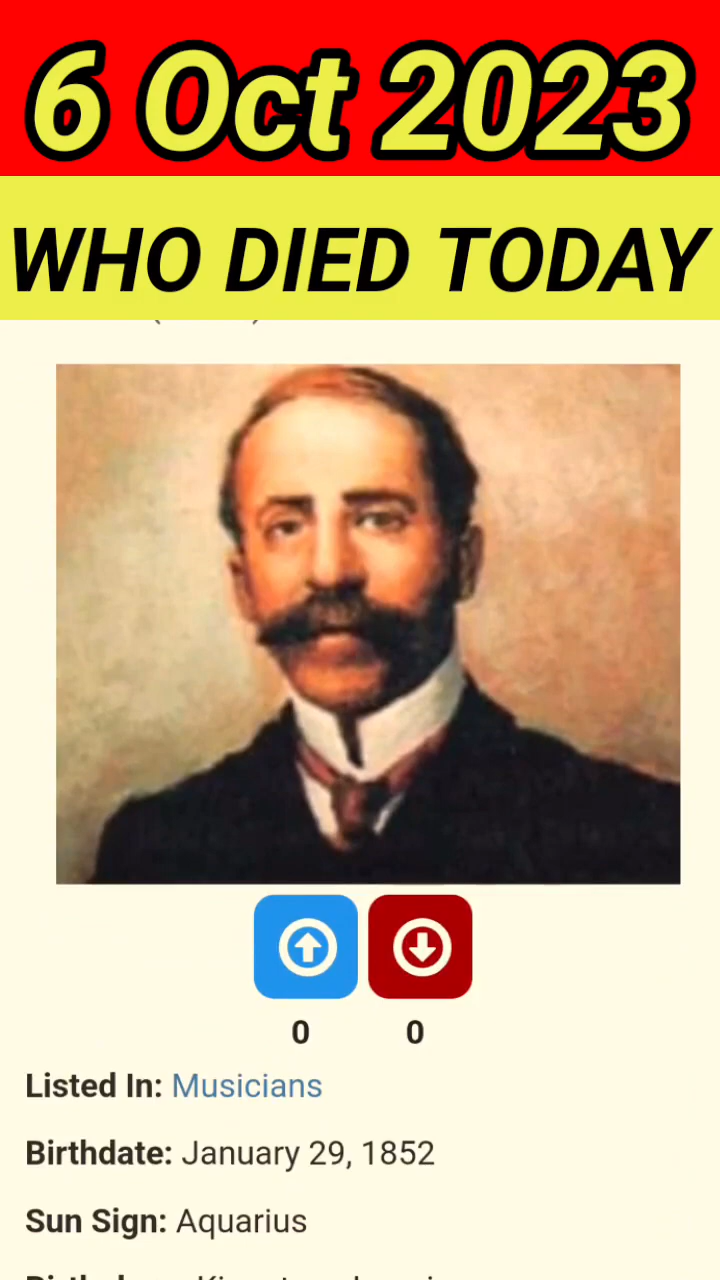 6 Oct 2023
WHO DIED TODAY
0 0
Listed In: Musicians
Birthdate: January 29, 1852
Sun Sign: Aquarius